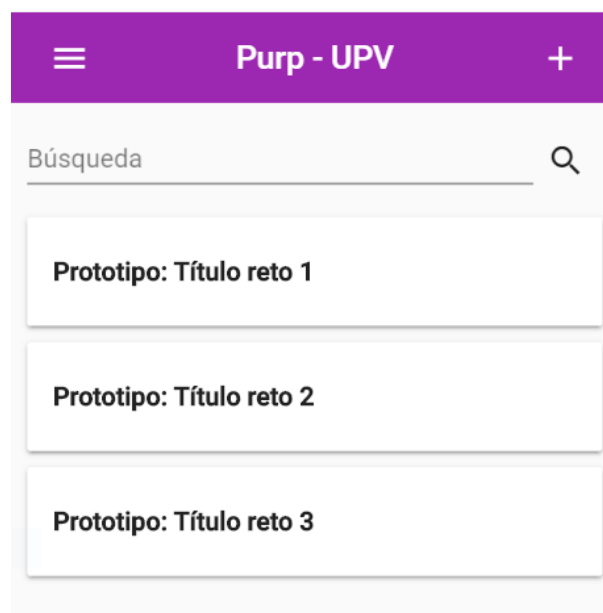 Purp - UPV
Búsqueda
Prototipo: Título reto 1
Prototipo: Título reto 2
Prototipo: Título reto 3